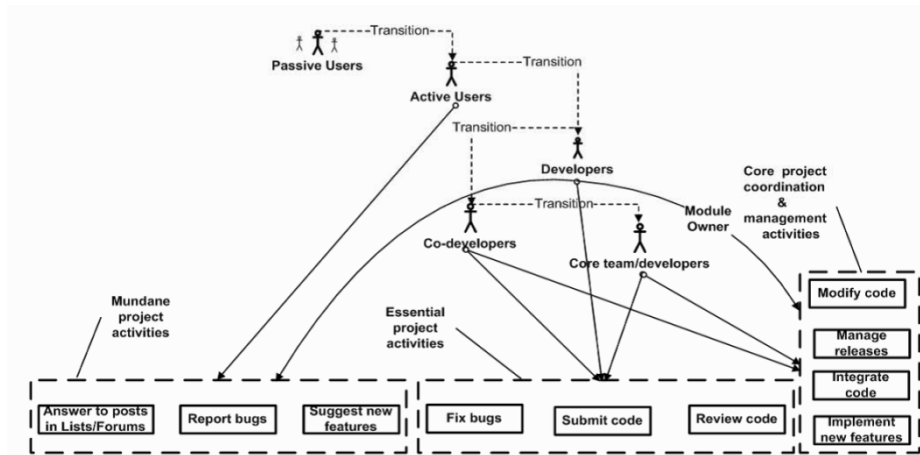 Transition
Passive Users
Transition
Active Users
Transition
Developers
Core project
coordination
&
management
activities
Transition
Module
Owner
Co-developers
Core team/developers
Modify code
Mundane
project
activities
Essential
project
activities
Manage
releases
Integrate
code
Answer to posts
in Lists/Forums
Report bugs
Suggest new
features
Fix bugs
Submit code
Review code
Implement
new features